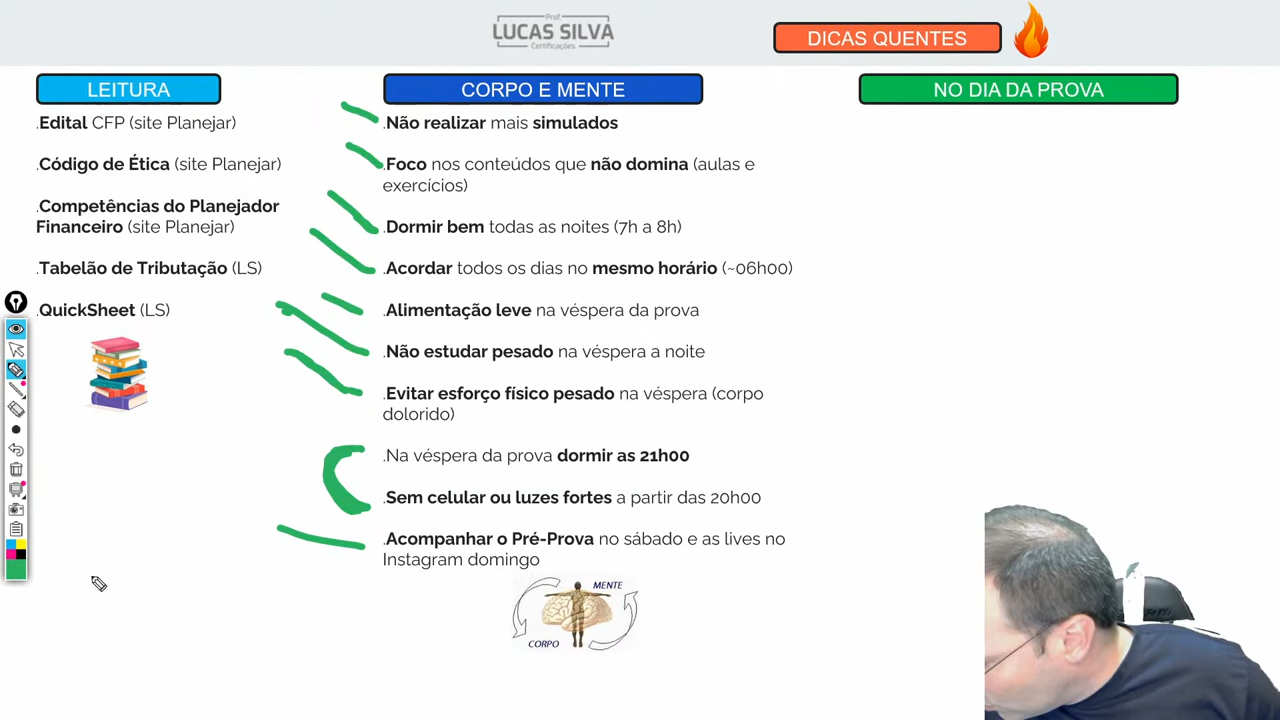 Prof.
LUCAS SILVA
Certificações
DICAS QUENTES
LEITURA
.Edital CFP (site Planejar)
.Código de Ética (site Planejar)
.Competências do Planejador
Financeiro (site Planejar)
.Tabelão de Tributação (LS)
.QuickSheet (LS)
CORPO E MENTE
.Não realizar mais simulados
.Foco nos conteúdos que não domina (aulas e
exercícios)
.Dormir bem todas as noites (7h a 8h)
.Acordar todos os dias no mesmo horário (~06h00)
.Alimentação leve na véspera da prova
.Não estudar pesado na véspera a noite
.Evitar esforço físico pesado na véspera (corpo
dolorido)
.Na véspera da prova dormir as 21h00
.Sem celular ou luzes fortes a partir das 20h00
.Acompanhar o Pré-Prova no sábado e as lives no
Instagram domingo
MENTE
CORPO
NO DIA DA PROVA